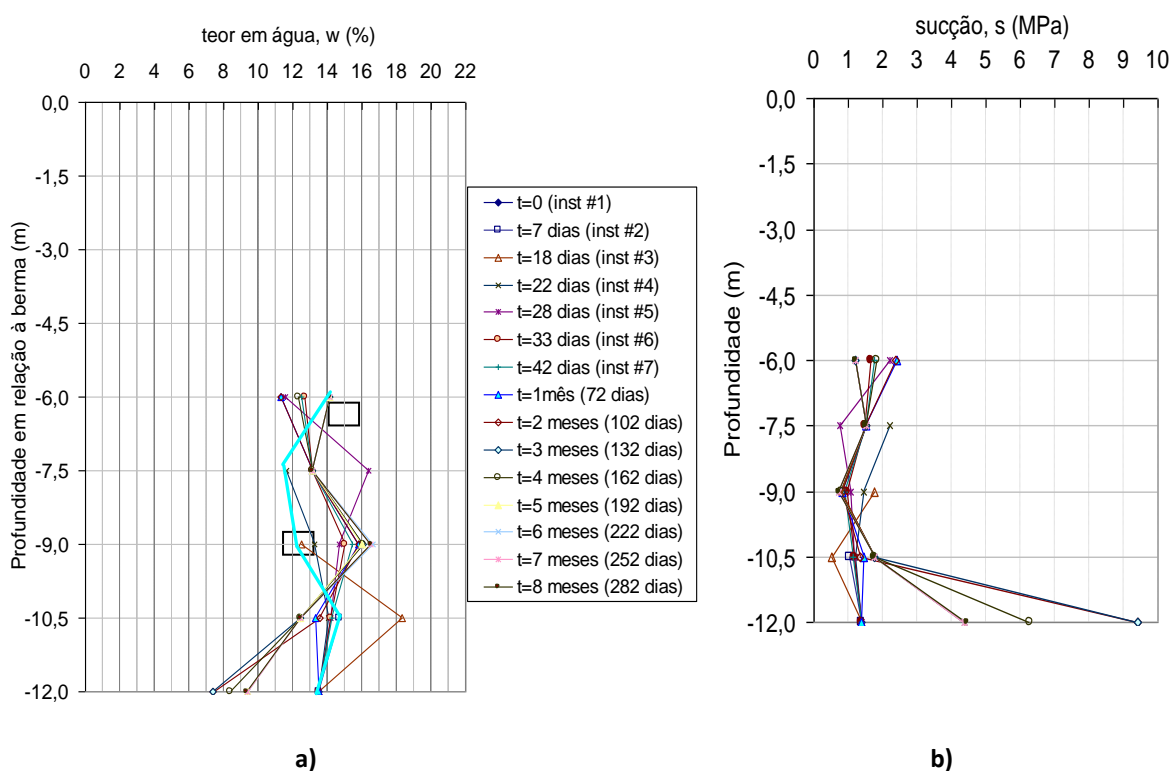 teor em água, w (%)
0 2 4 6 8 10 12 14 16 18 20 22
0,0
-1,5
-3,0
-4,5
-6,0
-7,5
-9,0
-10,5
-12,0
Profundidade em relação à berma (m)
a)
t=0 (inst #1)
t=7 dias (inst #2)
t=18 dias (inst #3)
t=22 dias (inst #4)
t=28 dias (inst #5)
t=33 dias (inst #6)
t=42 dias (inst #7)
t=1mês (72 dias)
t=2 meses (102 dias)
t=3 meses (132 dias)
t=4 meses (162 dias)
t=5 meses (192 dias)
t=6 meses (222 dias)
t=7 meses (252 dias)
t=8 meses (282 dias)
sucção, s (MPa)
0 1 2 3 4 5 6 7 8 9 10
0,0
-1,5
-3,0
-4,5
-6,0
-7,5
-9,0
-10,5
-12,0
Profundidade (m)
b)